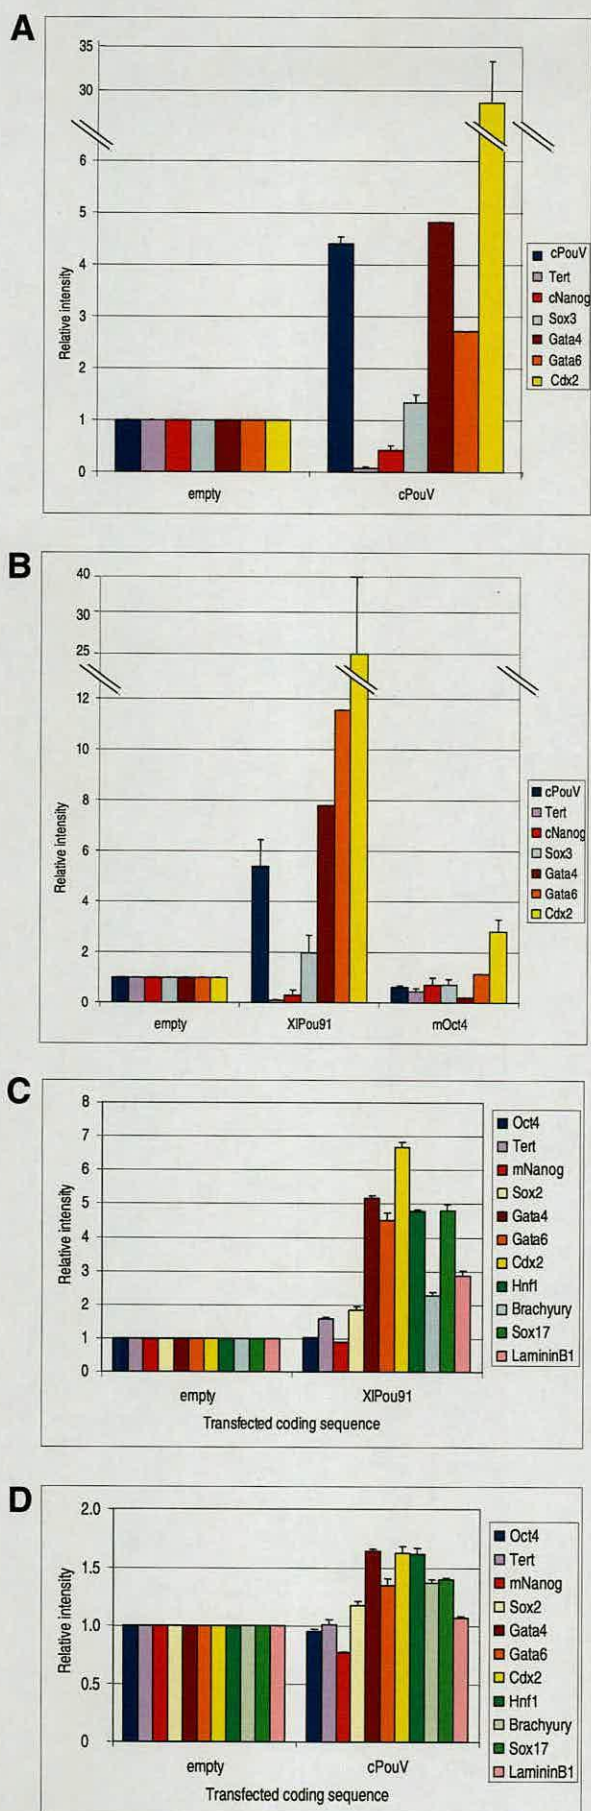 A
35
30
6
5
4
3
2
1
0
Relative intensity
empty
cPouV
cPouV
Tert
cNanog
Sox3
Gata4
Gata6
Cdx2
B
40
30
25
12
10
8
6
4
2
0
Relative intensity
empty
XlPou91
mOct4
cPouV
Tert
cNanog
Sox3
Gata4
Gata6
Cdx2
C
8
7
6
5
4
3
2
1
0
Relative intensity
empty
XlPou91
Transfected coding sequence
Oct4
Tert
mNanog
Sox2
Gata4
Gata6
Cdx2
Hnf1
Brachyury
Sox17
LamininB1
D
2.0
1.5
1.0
0.5
0
Relative intensity
empty
cPouV
Transfected coding sequence
Oct4
Tert
mNanog
Sox2
Gata4
Gata6
Cdx2
Hnf1
Brachyury
Sox17
LamininB1